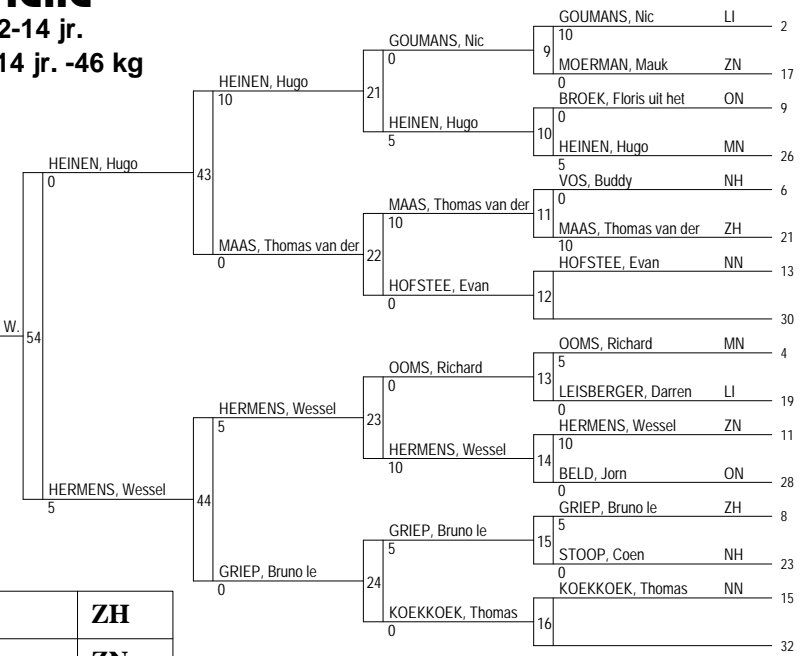 2-14 jr.
14 jr. -46 kg
GOUMANS, Nic LI 2
10
9
MOERMAN, Mauk ZN 17
0
GOUMANS, Nic
0
BROEK, Floris uit het ON 9
0
10
HEINEN, Hugo MN 26
5
21
HEINEN, Hugo
5
HEINEN, Hugo
10
VOS, Buddy NH 6
0
11
MAAS, Thomas van der ZH 21
10
MAAS, Thomas van der
10
HOFSTEE, Evan NN 13
12
30
22
HOFSTEE, Evan
0
43
MAAS, Thomas van der
0
HEINEN, Hugo
0
W.
54
OOMS, Richard MN 4
5
13
LEISBERGER, Darren LI 19
0
OOMS, Richard
0
HERMENS, Wessel ZN 11
10
14
BELD, Jorn ON 28
0
23
HERMENS, Wessel
10
HERMENS, Wessel
5
GRIEP, Bruno le ZH 8
5
15
STOOP, Coen NH 23
0
GRIEP, Bruno le
5
KOEKKOEK, Thomas NN 15
16
32
24
KOEKKOEK, Thomas
0
44
GRIEP, Bruno le
0
HERMENS, Wessel
5
ZH